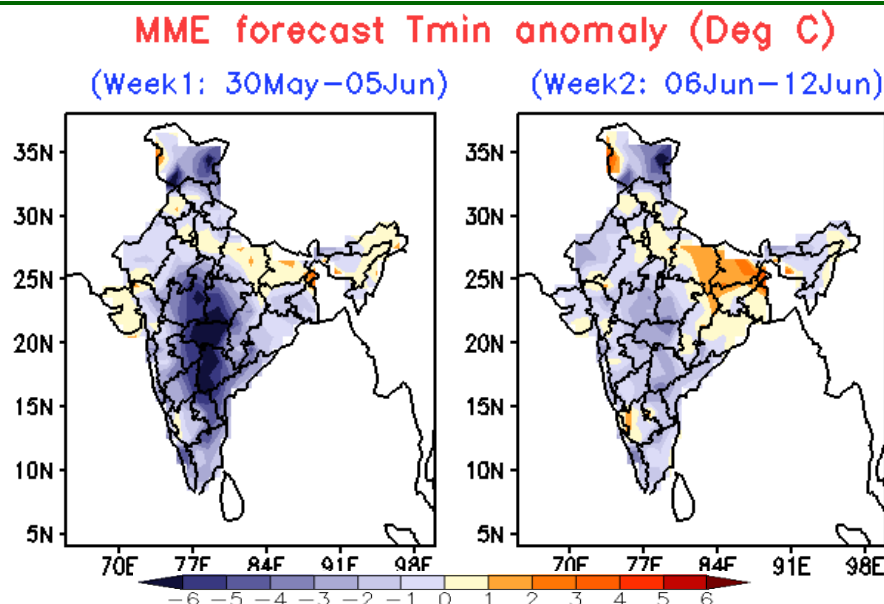 MME forecast Tmin anomaly (Deg C)
(Week1: 30May−05Jun)
(Week2: 06Jun−12Jun)
35N
30N
25N
20N
15N
10N
5N
70E 77E 84E 91E 98E
35N
30N
25N
20N
15N
10N
5N
70E 77E 84E 91E 98E
−6 −5 −4 −3 −2 −1 0 1 2 3 4 5 6